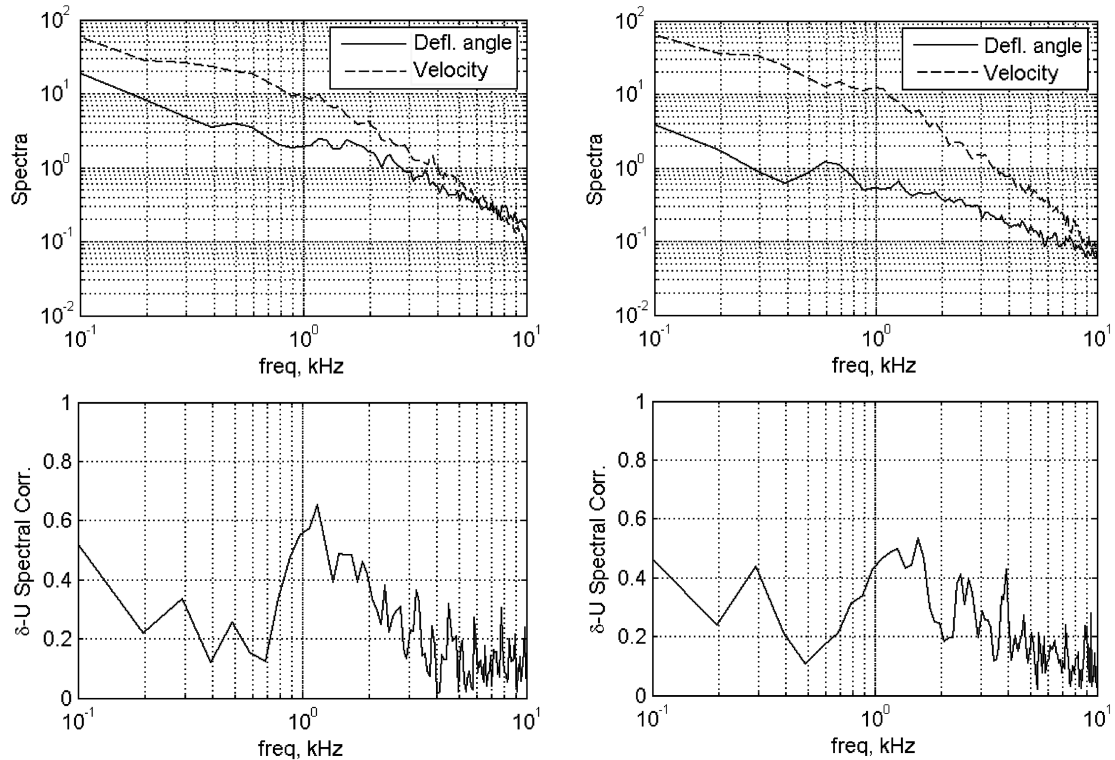 10^2
10^1
10^0
10^-1
10^-2
Spectra
Defl. angle
Velocity
10^-1
10^0
10^1
freq, kHz
10^2
10^1
10^0
10^-1
10^-2
Spectra
Defl. angle
Velocity
10^-1
10^0
10^1
freq, kHz
1
0.8
0.6
0.4
0.2
0
δ-U Spectral Corr.
10^-1
10^0
10^1
freq, kHz
1
0.8
0.6
0.4
0.2
0
δ-U Spectral Corr.
10^-1
10^0
10^1
freq, kHz